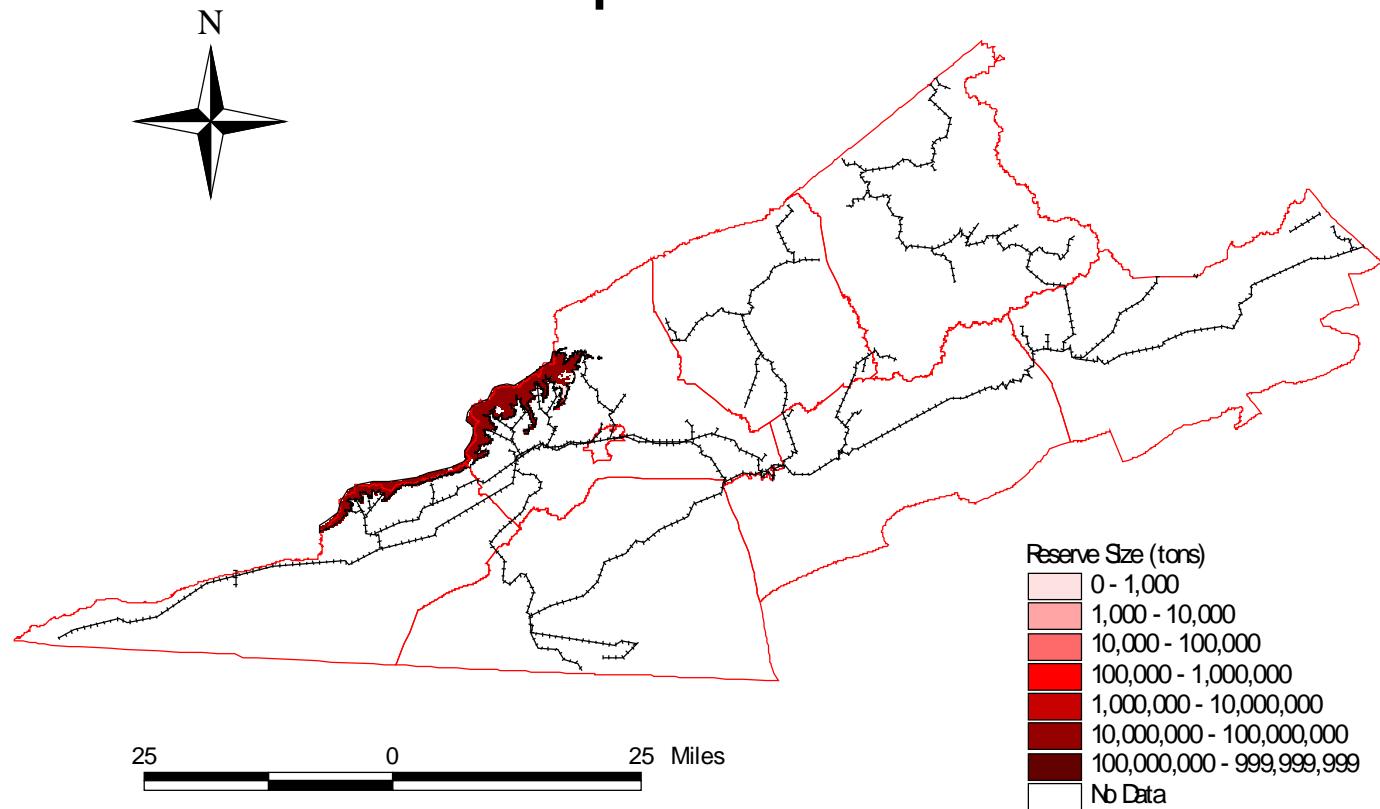 N
Reserve Size (tons)
0 - 1,000
1,000 - 10,000
10,000 - 100,000
100,000 - 1,000,000
1,000,000 - 10,000,000
10,000,000 - 100,000,000
100,000,000 - 999,999,999
No Data
25 0 25 Miles